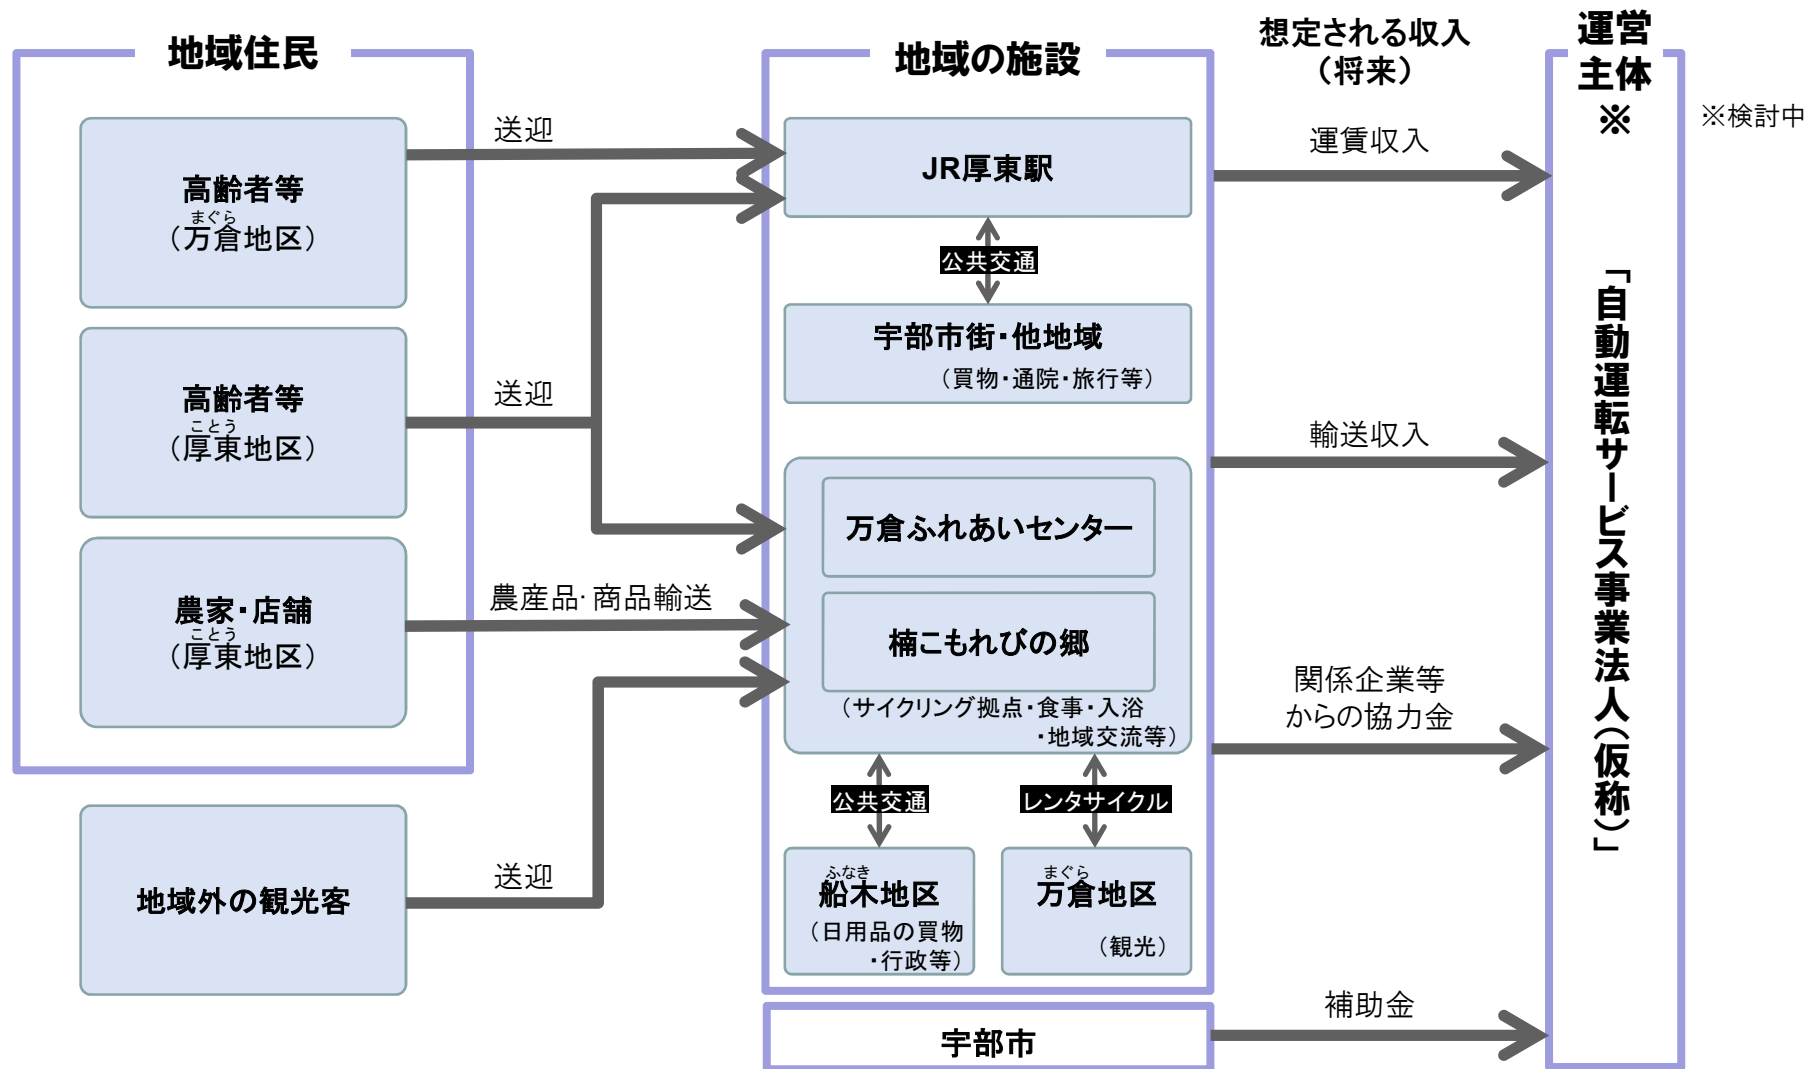 地域住民
高齢者等
まぐら
（万倉地区）
高齢者等
ことう
（厚東地区）
農家・店舗
ことう
（厚東地区）
地域外の観光客
送迎
送迎
農産品・商品輸送
送迎
地域の施設
JR厚東駅
公共交通
宇部市街・他地域
（買物・通院・旅行等）
万倉ふれあいセンター
楠こもれびの郷
（サイクリング拠点・食事・入浴
・地域交流等）
公共交通
レンタサイクル
ふなき
船木地区
（日用品の買物
・行政等）
まぐら
万倉地区
（観光）
宇部市
想定される収入
（将来）
運賃収入
輸送収入
関係企業等
からの協力金
補助金
運営
主体
※
「自動運転サービス事業法人（仮称）」
※検討中